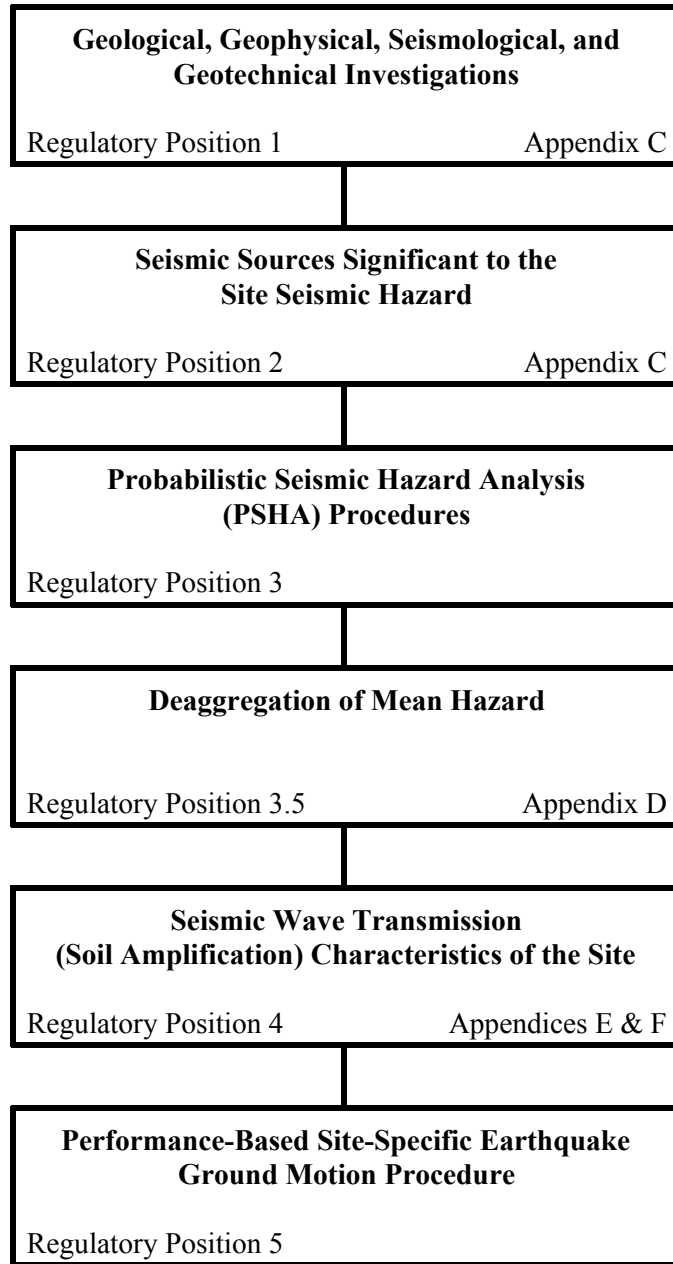 Geological, Geophysical, Seismological, and
Geotechnical Investigations
Regulatory Position 1 Appendix C
Seismic Sources Significant to the
Site Seismic Hazard
Regulatory Position 2 Appendix C
Probabilistic Seismic Hazard Analysis
(PSHA) Procedures
Regulatory Position 3
Deaggregation of Mean Hazard
Regulatory Position 3.5 Appendix D
Seismic Wave Transmission
(Soil Amplification) Characteristics of the Site
Regulatory Position 4 Appendices E & F
Performance-Based Site-Specific Earthquake
Ground Motion Procedure
Regulatory Position 5